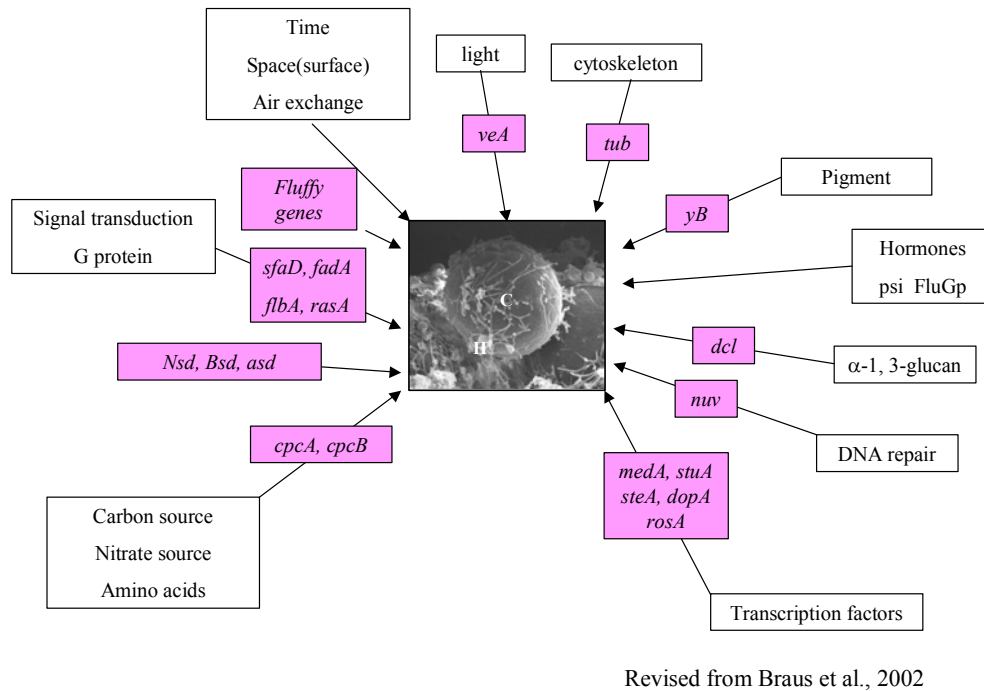 Time
Space(surface)
Air exchange
light
cytoskeleton
veA
tub
Pigment
yB
Fluffy
genes
Signal transduction
G protein
sfaD, fadA
flbA, rasA
Hormones
psi FluGp
C
H
Nsd, Bsd, asd
dcl
α-1, 3-glucan
nuv
DNA repair
cpcA, cpcB
medA, stuA
steA, dopA
rosA
Carbon source
Nitrate source
Amino acids
Transcription factors
Revised from Braus et al., 2002